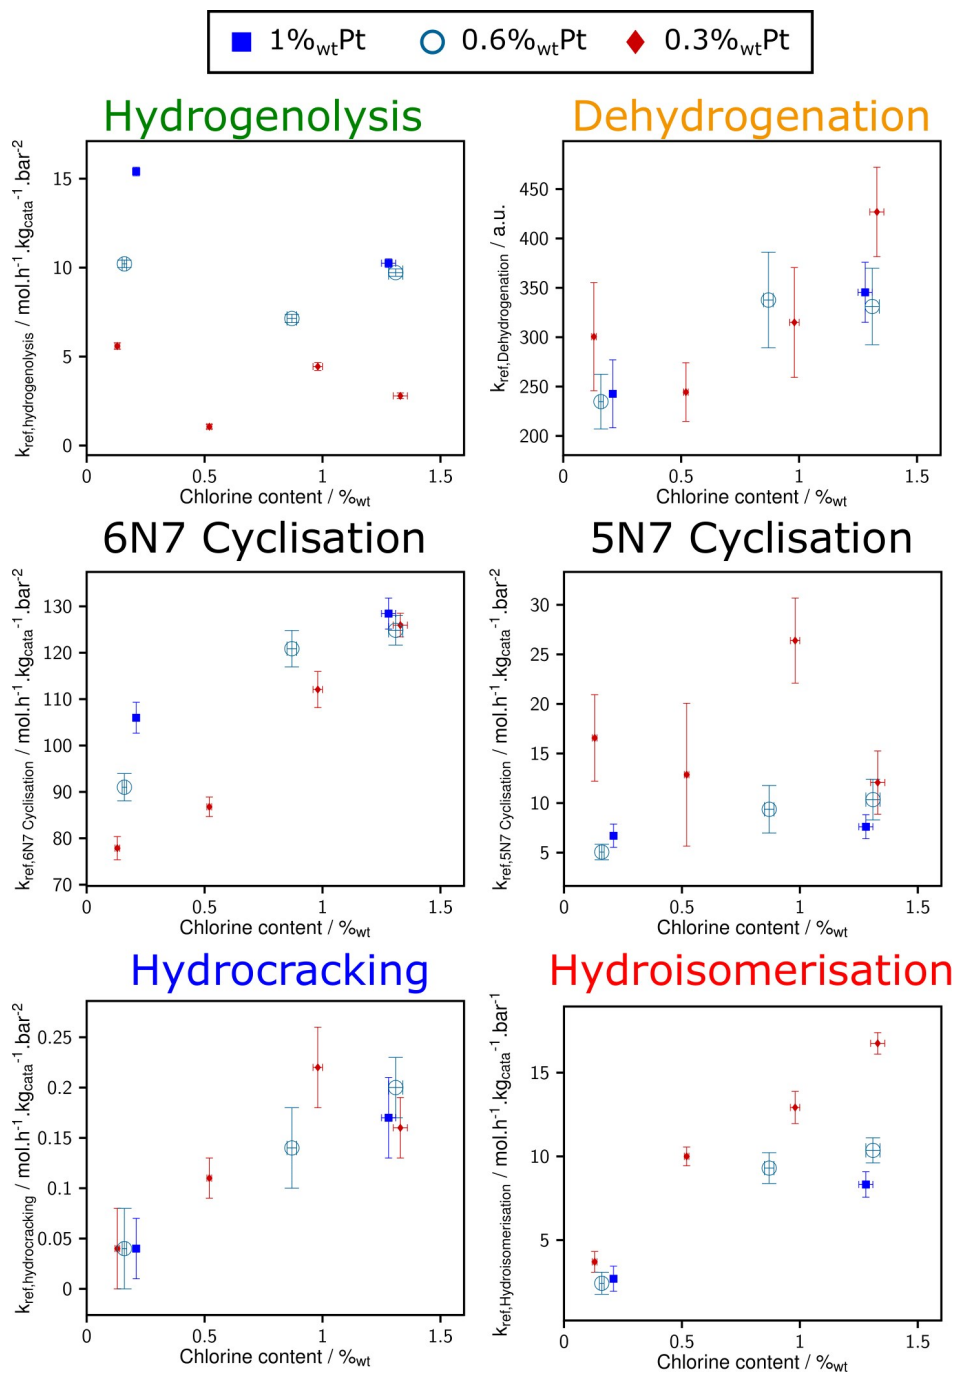 1%wtPt 0.6%wtPt 0.3%wtPt
Hydrogenolysis
kref,hydrogenolysis / mol.h-1.kgcata-1.bar-2
15
10
5
0
0 0.5 1 1.5
Chlorine content / %wt
Dehydrogenation
kref,Dehydrogenation / a.u.
450
400
350
300
250
200
0 0.5 1 1.5
Chlorine content / %wt
6N7 Cyclisation
kref,6N7 Cyclisation / mol.h-1.kgcata-1.bar-2
130
120
110
100
90
80
70
0 0.5 1 1.5
Chlorine content / %wt
5N7 Cyclisation
kref,5N7 Cyclisation / mol.h-1.kgcata-1.bar-2
30
25
20
15
10
5
0 0.5 1 1.5
Chlorine content / %wt
Hydrocracking
kref,hydrocracking / mol.h-1.kgcata-1.bar-2
0.25
0.2
0.15
0.1
0.05
0
0 0.5 1 1.5
Chlorine content / %wt
Hydroisomerisation
kref,Hydroisomerisation / mol.h-1.kgcata-1.bar-1
15
10
5
0 0.5 1 1.5
Chlorine content / %wt